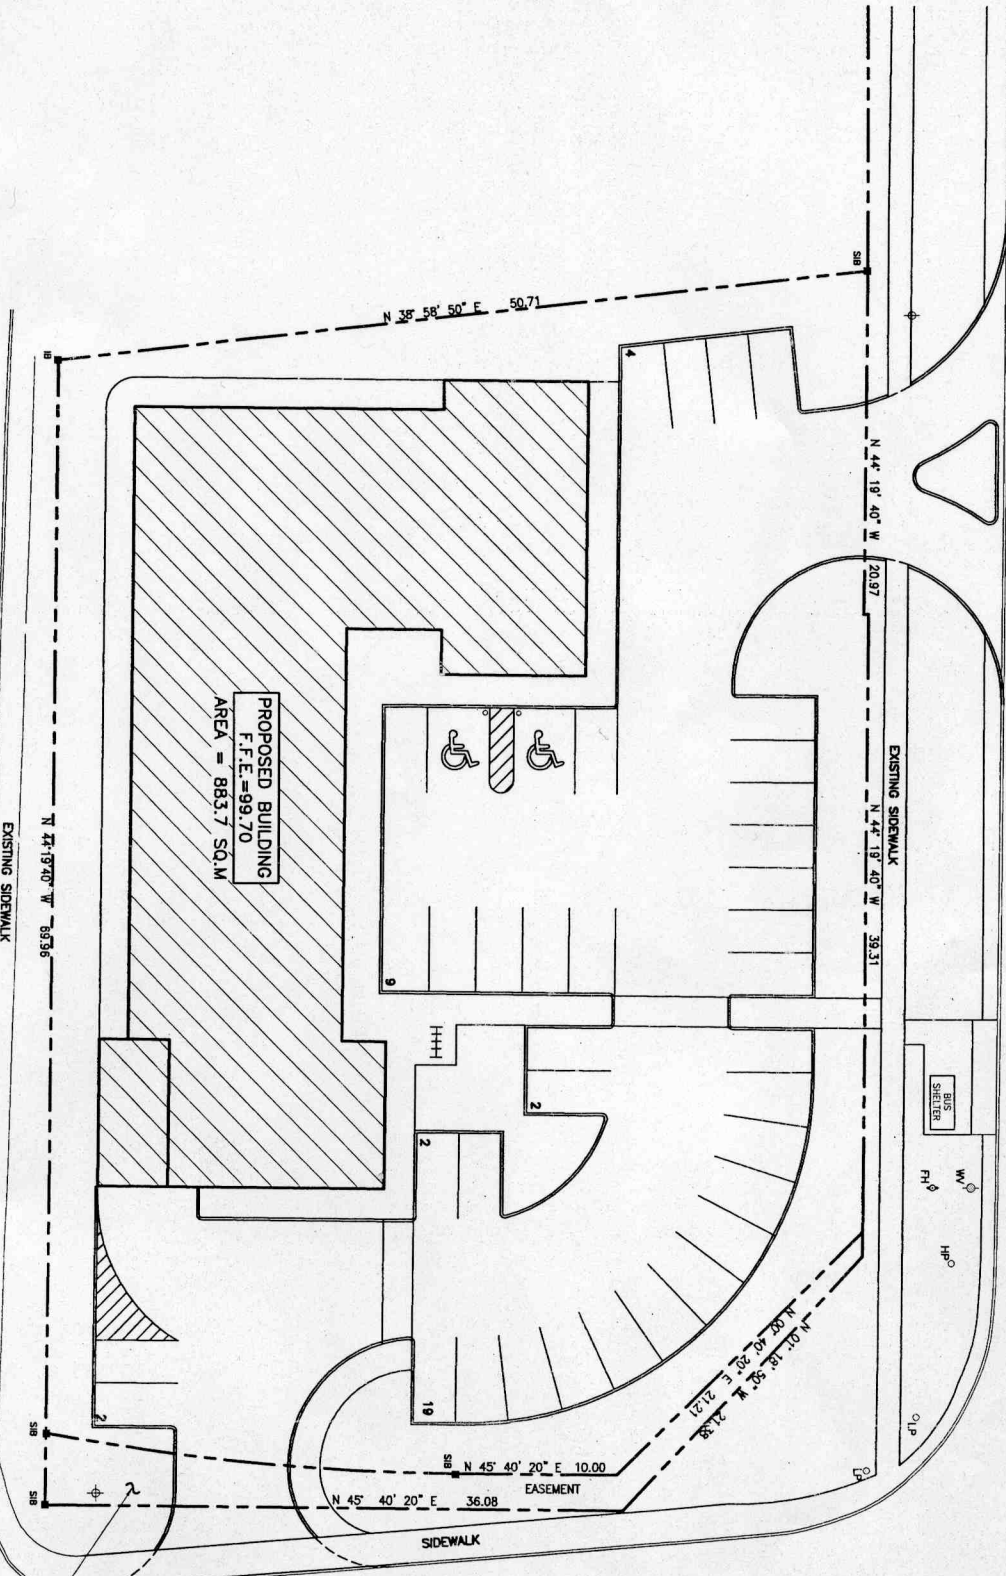 SIB
N 38° 58' 50" E 50.71
IB
4
N 44° 19' 40" W 20.97
EXISTING SIDEWALK
N 44° 19' 40" W 39.31
PROPOSED BUILDING
F.F.E.=99.70
AREA = 883.7 SQ.M
N 44°19'40" W 69.96
EXISTING SIDEWALK
9
2
2
BUS
SHELTER
WV
FH
HP
LP
LP
N 00° 40' 20" E 21.21
N 01° 18' 50" W 21.38
19
2
SIB
SIB
SIB
N 45° 40' 20" E 10.00
EASEMENT
N 45° 40' 20" E 36.08
SIDEWALK